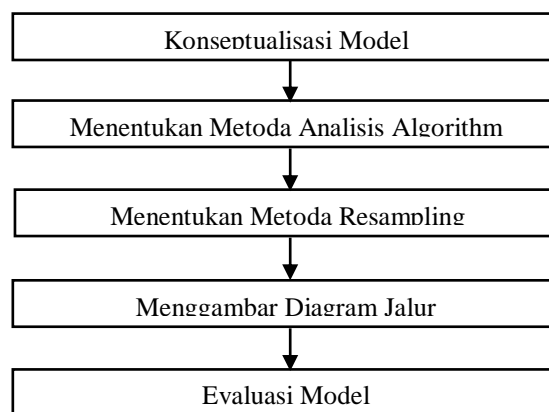 Konseptualisasi Model
Menentukan Metoda Analisis Algorithm
Menentukan Metoda Resampling
Menggambar Diagram Jalur
Evaluasi Model